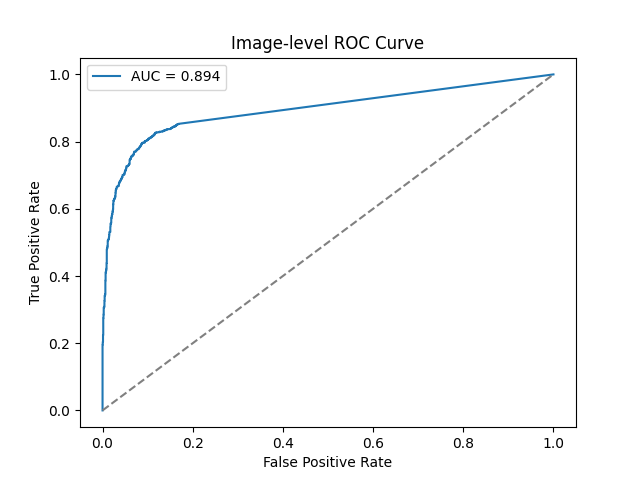 Image-level ROC Curve
AUC = 0.894
True Positive Rate
1.0
0.8
0.6
0.4
0.2
0.0
0.0 0.2 0.4 0.6 0.8 1.0
False Positive Rate